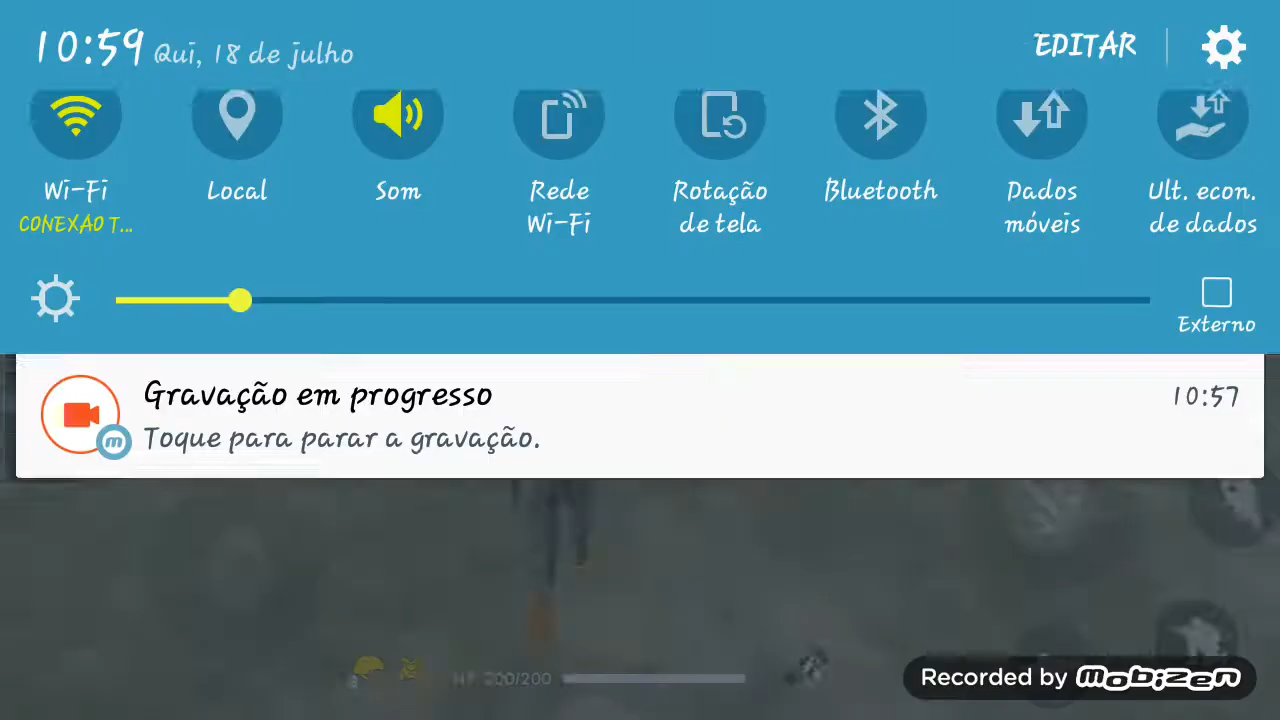 10:59 Qui, 18 de julho EDITAR
Wi-Fi Local Som Rede Wi-Fi Rotação de tela Bluetooth Dados móveis Ult. econ. de dados
CONEXAO T...
Externo
Gravação em progresso 10:57
m Toque para parar a gravação.
HP 200/200
Recorded by mobizen